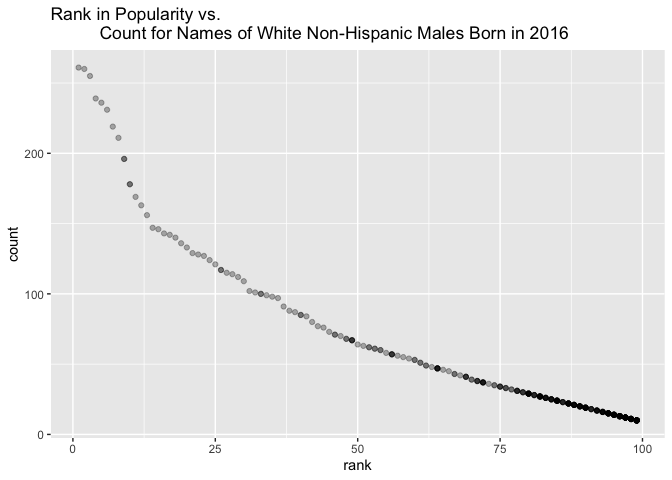 Rank in Popularity vs.
Count for Names of White Non-Hispanic Males Born in 2016
count
200
100
0
0 25 50 75 100
rank